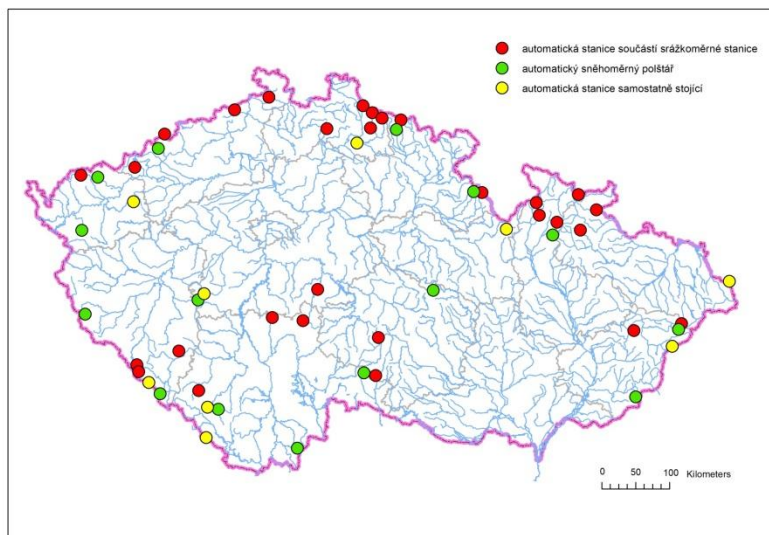 automatická stanice součástí srážkoměrné stanice
automatický sněhoměrný polštář
automatická stanice samostatně stojící
0 50 100 Kilometers